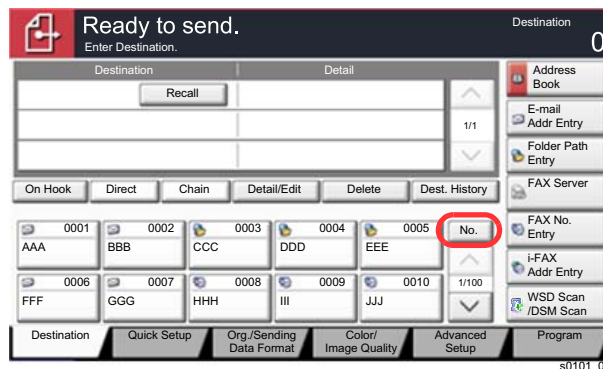 Ready to send.
Destination
Enter Destination.
0
Destination
Detail
Recall
1/1
On Hook
Direct
Chain
Detail/Edit
Delete
Dest. History
0001
AAA
0002
BBB
0003
CCC
0004
DDD
0005
EEE
No.
0006
FFF
0007
GGG
0008
HHH
0009
III
0010
JJJ
1/100
Address
Book
E-mail
Addr Entry
Folder Path
Entry
FAX Server
FAX No.
Entry
i-FAX
Addr Entry
WSD Scan
/DSM Scan
Destination
Quick Setup
Org./Sending
Data Format
Color/
Image Quality
Advanced
Setup
Program
s0101_0